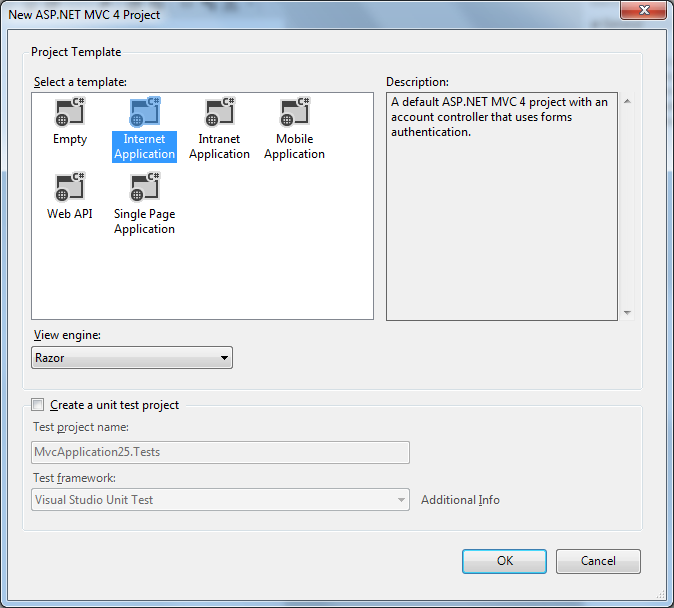 New ASP.NET MVC 4 Project
Project Template
Select a template:
Description:
C# C# C# C#
Empty
Internet
Application
Intranet
Application
Mobile
Application
C# C#
Web API
Single Page
Application
A default ASP.NET MVC 4 project with an
account controller that uses forms
authentication.
View engine:
Razor
Create a unit test project
Test project name:
MvcApplication25.Tests
Test framework:
Visual Studio Unit Test
Additional Info
OK
Cancel